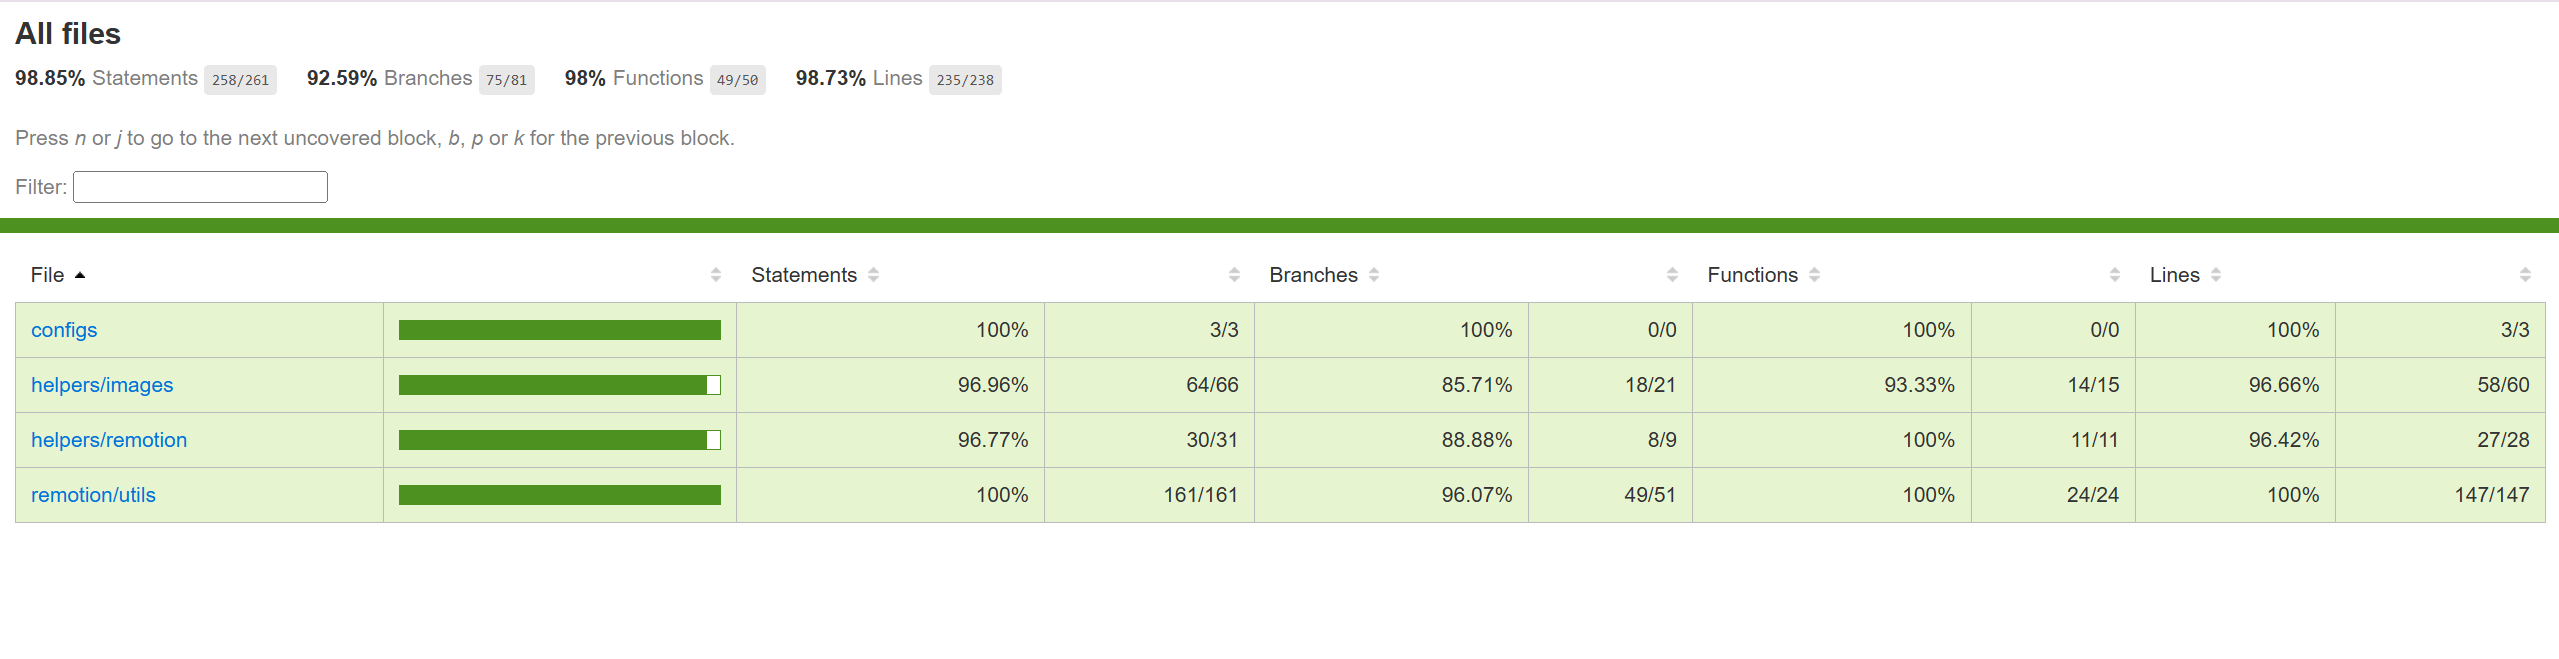 All files
98.85% Statements 258/261 92.59% Branches 75/81 98% Functions 49/50 98.73% Lines 235/238
Press n or j to go to the next uncovered block, b, p or k for the previous block.
Filter:
File Statements Branches Functions Lines
configs 100% 3/3 100% 0/0 100% 0/0 100% 3/3
helpers/images 96.96% 64/66 85.71% 18/21 93.33% 14/15 96.66% 58/60
helpers/remotion 96.77% 30/31 88.88% 8/9 100% 11/11 96.42% 27/28
remotion/utils 100% 161/161 96.07% 49/51 100% 24/24 100% 147/147